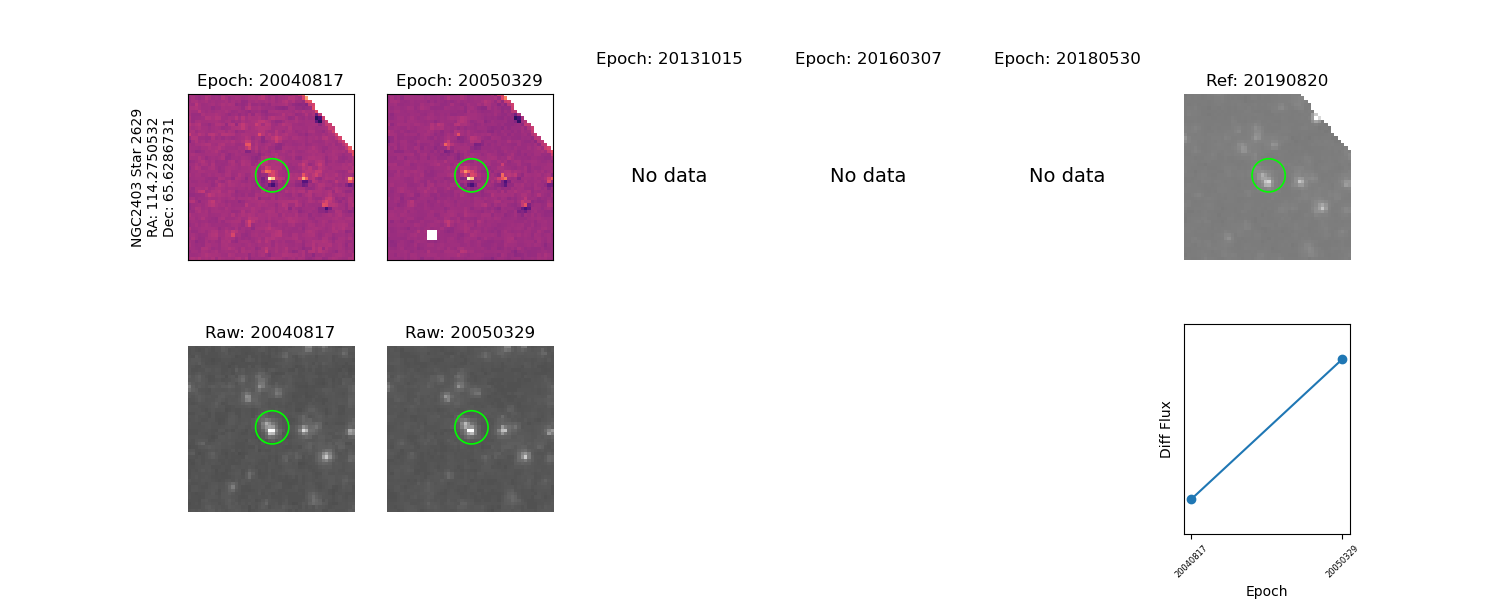 Epoch: 20131015
Epoch: 20160307
Epoch: 20180530
Epoch: 20040817
Epoch: 20050329
Ref: 20190820
NGC2403 Star 2629
RA: 114.2750532
Dec: 65.6286731
No data
No data
No data
Raw: 20040817
Raw: 20050329
Diff Flux
20040817
20050329
Epoch